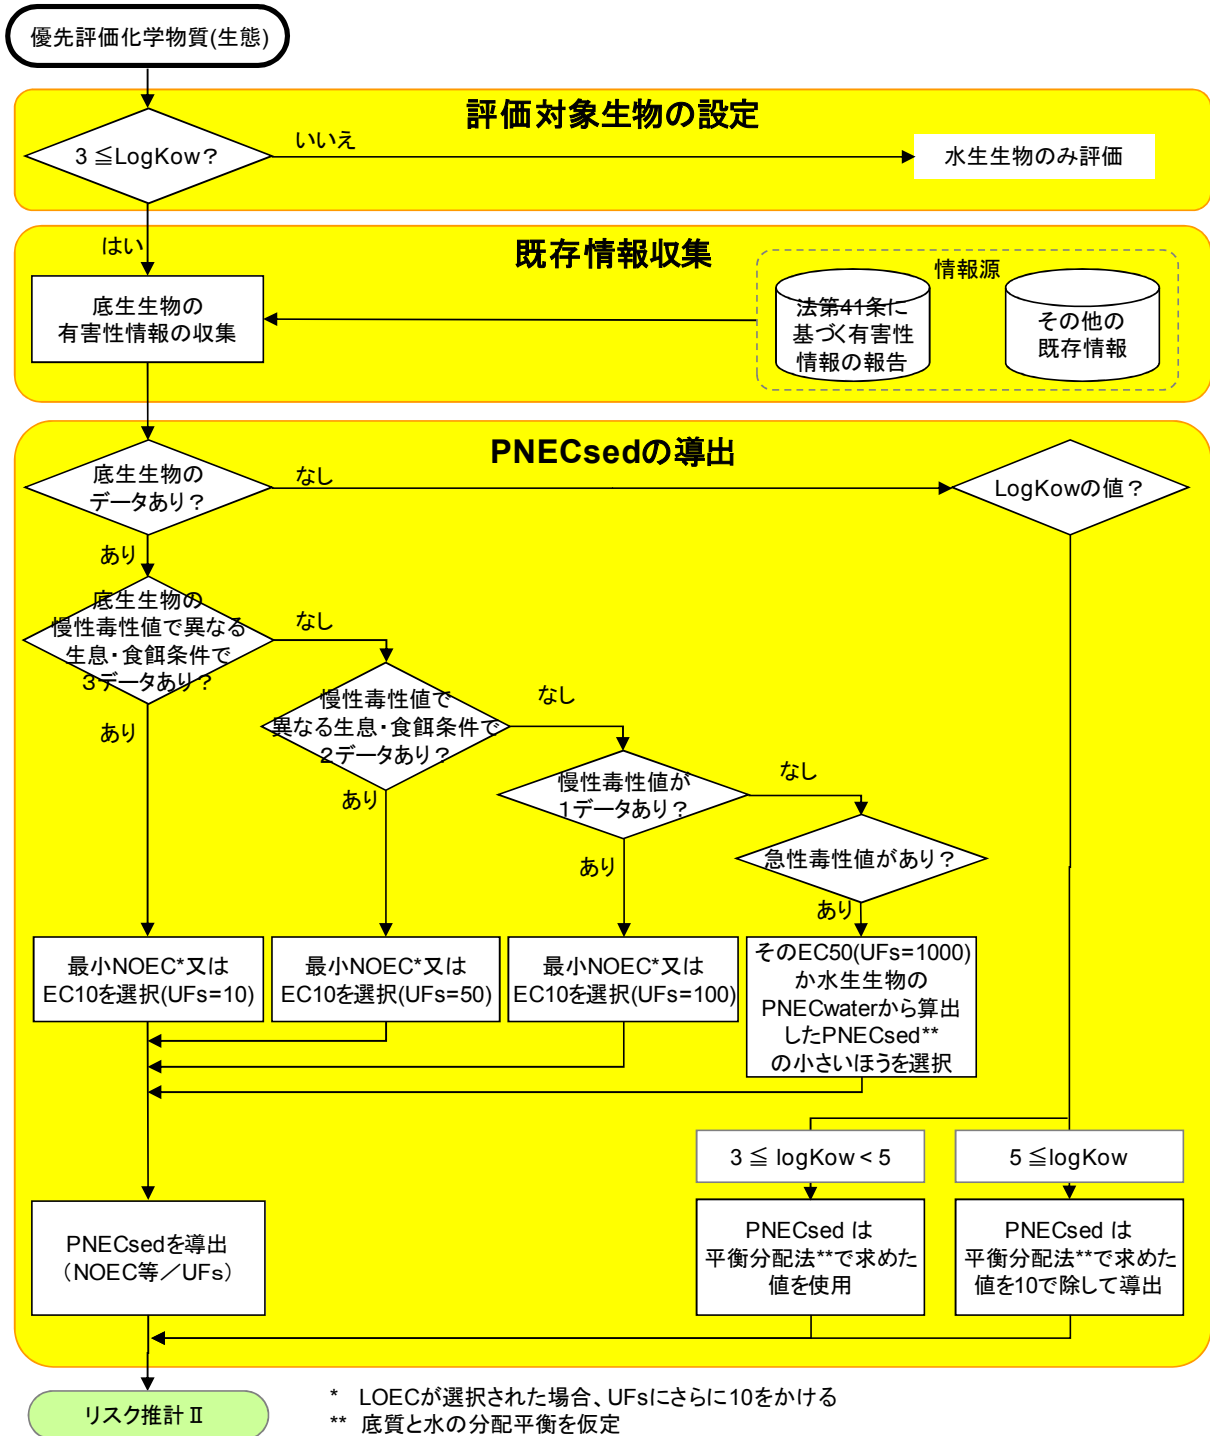 優先評価化学物質(生態)
評価対象生物の設定
3 ≦LogKow？
いいえ
水生生物のみ評価
はい
既存情報収集
底生生物の
有害性情報の収集
情報源
法第41条に
基づく有害性
情報の報告
その他の
既存情報
PNECsedの導出
底生生物の
データあり？
なし
LogKowの値？
あり
底生生物の
慢性毒性値で異なる
生息・食餌条件で
３データあり？
なし
あり
慢性毒性値で
異なる生息・食餌条件で
２データあり？
なし
あり
慢性毒性値が
１データあり？
なし
あり
急性毒性値があり？
あり
最小NOEC*又は
EC10を選択(UFs=10)
最小NOEC*又は
EC10を選択(UFs=50)
最小NOEC*又は
EC10を選択(UFs=100)
そのEC50(UFs=1000)
か水生生物の
PNECwaterから算出
したPNECsed**
の小さいほうを選択
3 ≦ logKow < 5
5 ≦logKow
PNECsedを導出
（NOEC等／UFs）
PNECsed は
平衡分配法**で求めた
値を使用
PNECsed は
平衡分配法**で求めた
値を10で除して導出
リスク推計Ⅱ
* LOECが選択された場合、UFsにさらに10をかける
** 底質と水の分配平衡を仮定